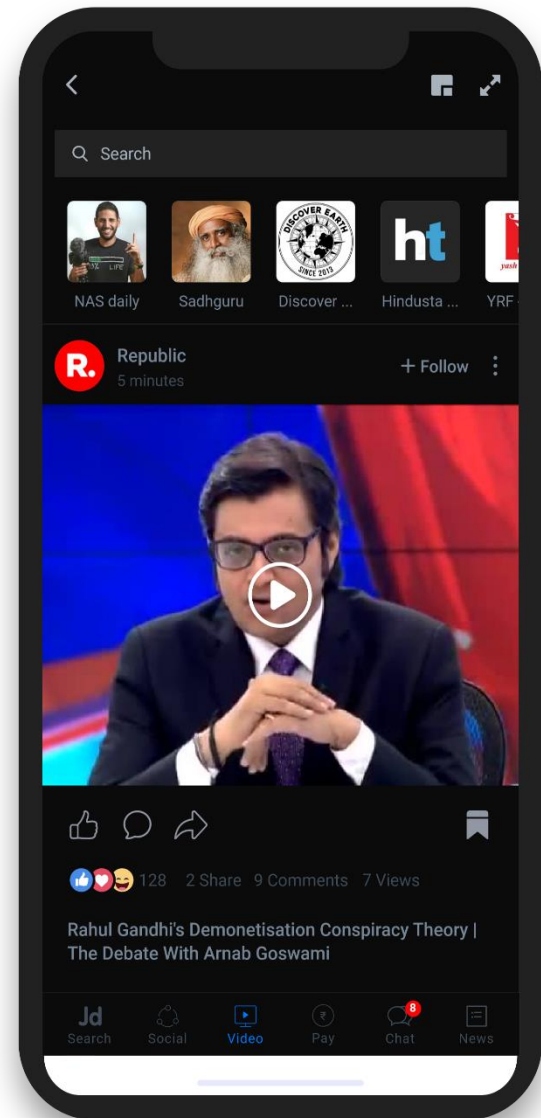 Search
DISCOVER EARTH
SINCE 2013
ht
LIFE
yash
NAS daily
Sadhguru
Discover ...
Hindusta ...
YRF
R.
Republic
+ Follow
5 minutes
128 2 Share 9 Comments 7 Views
Rahul Gandhi's Demonetisation Conspiracy Theory |
The Debate With Arnab Goswami
8
Jd
Search
Social
Video
₹
Pay
Chat
News